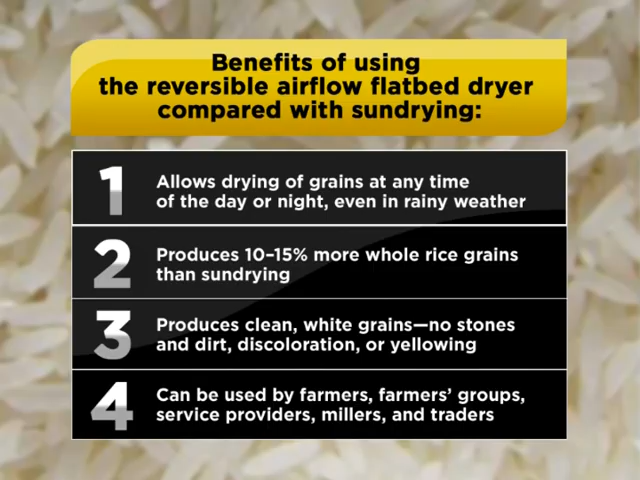 Benefits of using
the reversible airflow flatbed dryer
compared with sundrying:
1
Allows drying of grains at any time
of the day or night, even in rainy weather
2
Produces 10–15% more whole rice grains
than sundrying
3
Produces clean, white grains—no stones
and dirt, discoloration, or yellowing
4
Can be used by farmers, farmers’ groups,
service providers, millers, and traders